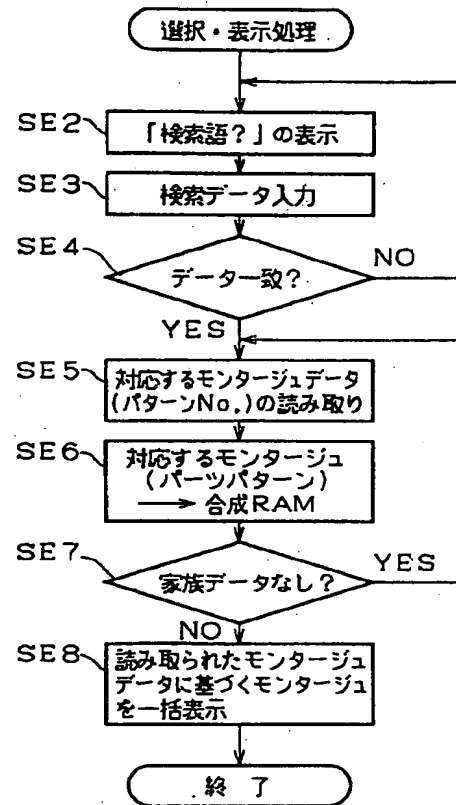 選択・表示処理
SE2
「検索語?」の表示
SE3
検索データ入力
SE4
データ一致?
NO
YES
SE5
対応するモンタージュデータ
(パターンNo.)の読み取り
SE6
対応するモンタージュ
(パーツパターン)
→ 合成RAM
SE7
家族データなし?
YES
NO
SE8
読み取られたモンタージュ
データに基づくモンタージュ
を一括表示
終了